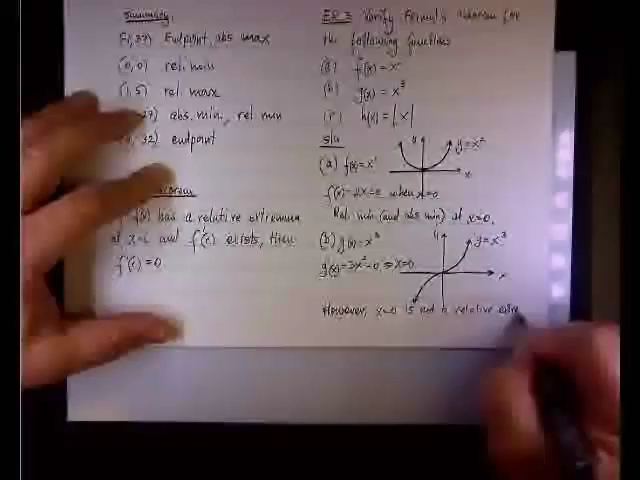 Summary:
37) Endpoint, abs max
(0,0) rel. min
(1,5) rel. max
27) abs. min., rel. min
32) endpoint
f(x) has a relative extremum
at x=c and f'(c) exists, then
f'(c) = 0
EX 3 Verify Fermat's Theorem for
the following functions
(a) f(x) = x²
(b) g(x) = x³
h(x) = |x|
Sol
(a) f(x) = x²
y = x²
y
x
f'(x) = 2x = 0 when x=0
Rel. min (and abs min) at x=0.
(b) g(x) = x³
y = x³
y
x
g'(x) = 3x² = 0 ⇒ x=0
However, x=0 is not a relative extre